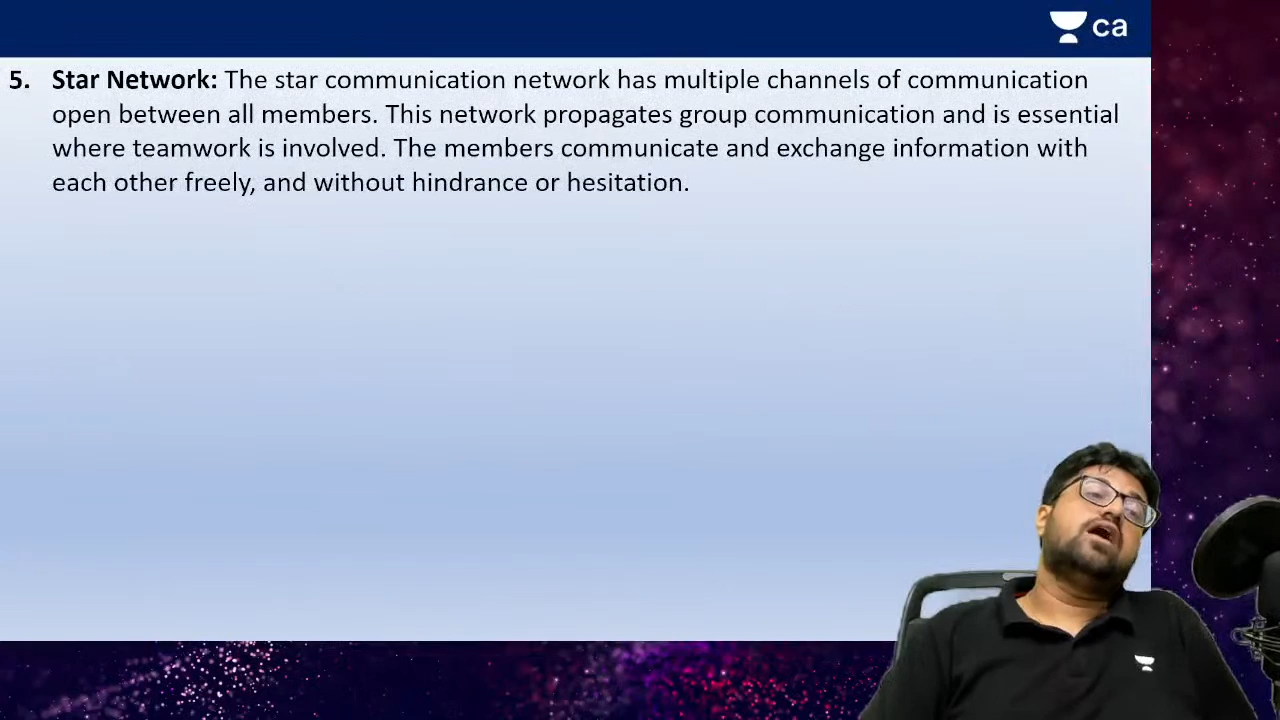 ca
5. Star Network: The star communication network has multiple channels of communication
open between all members. This network propagates group communication and is essential
where teamwork is involved. The members communicate and exchange information with
each other freely, and without hindrance or hesitation.